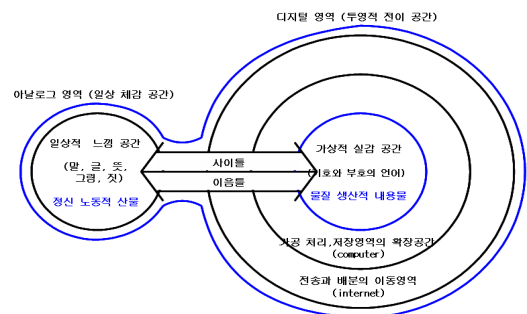 디지털 영역 (투영적 전이 공간)
아날로그 영역 (일상 체감 공간)
일상적 느낌 공간
(말, 글, 뜻,
그림, 짓)
정신 노동적 산물
사이틀
이음틀
가상적 실감 공간
(기호와 부호의 언어)
물질 생산적 내용물
가공 처리,저장영역의 확장공간
(computer)
전송과 배분의 이동영역
(internet)